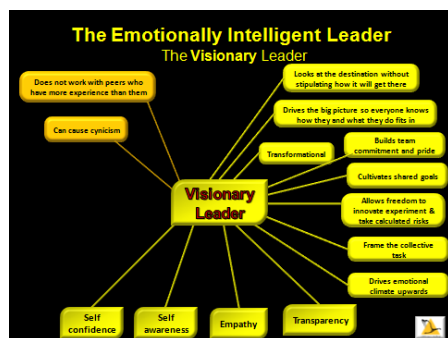 The Emotionally Intelligent Leader
The Visionary Leader
Does not work with peers who
have more experience than them
Can cause cynicism
Looks at the destination without
stipulating how it will get there
Drives the big picture so everyone knows
how they and what they do fits in
Transformational
Builds team
commitment and pride
Cultivates shared goals
Allows freedom to
innovate experiment &
take calculated risks
Frame the collective
task
Drives emotional
climate upwards
Visionary
Leader
Self
confidence
Self
awareness
Empathy
Transparency